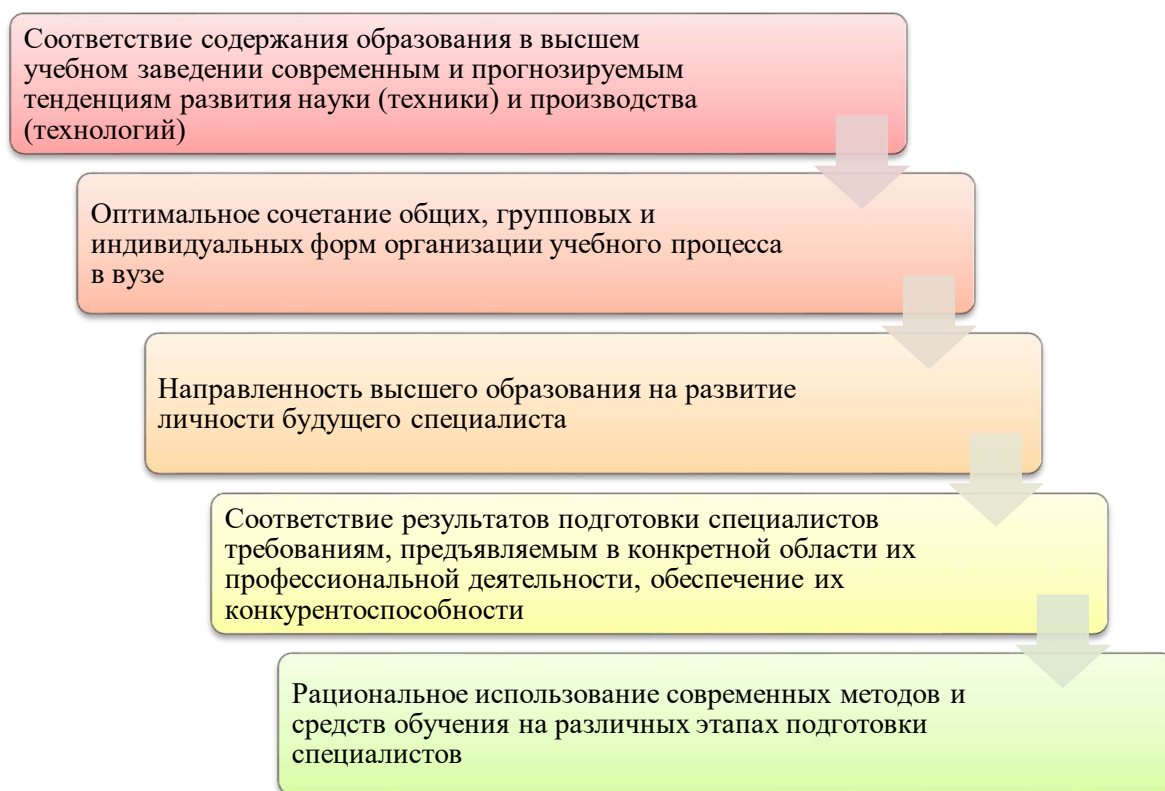 Соответствие содержания образования в высшем
учебном заведении современным и прогнозируемым
тенденциям развития науки (техники) и производства
(технологий)
Оптимальное сочетание общих, групповых и
индивидуальных форм организации учебного процесса
в вузе
Направленность высшего образования на развитие
личности будущего специалиста
Соответствие результатов подготовки специалистов
требованиям, предъявляемым в конкретной области их
профессиональной деятельности, обеспечение их
конкурентоспособности
Рациональное использование современных методов и
средств обучения на различных этапах подготовки
специалистов